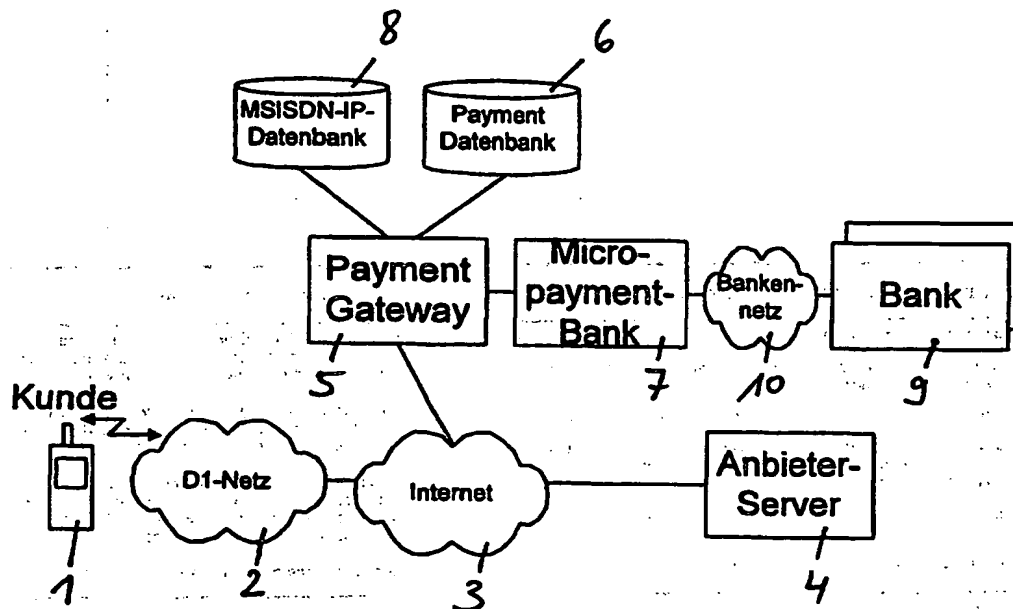 8
6
MSISDN-IP-
Datenbank
Payment
Datenbank
Payment
Gateway
Micro-
payment-
Bank
Banken-
netz
Bank
5
7
10
9
Kunde
D1-Netz
Internet
Anbieter-
Server
1
2
3
4